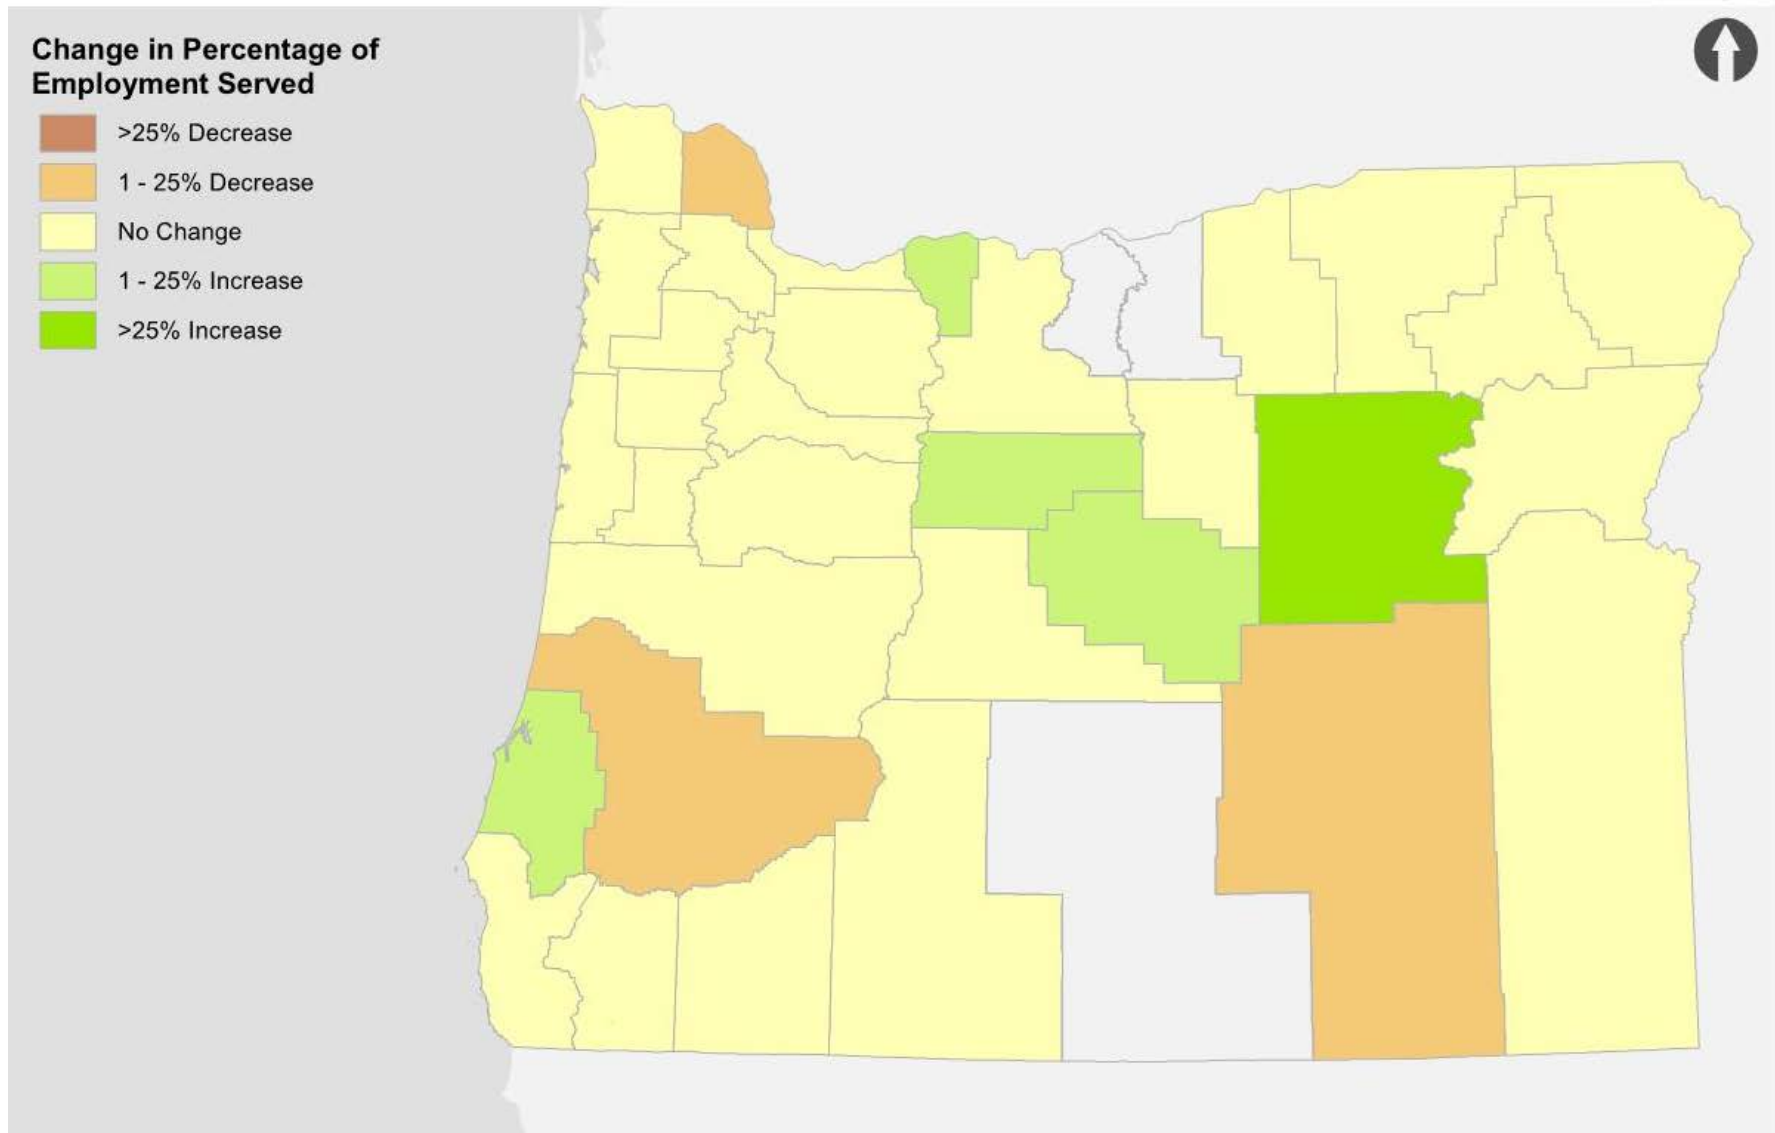 Change in Percentage of
Employment Served
>25% Decrease
1 - 25% Decrease
No Change
1 - 25% Increase
>25% Increase